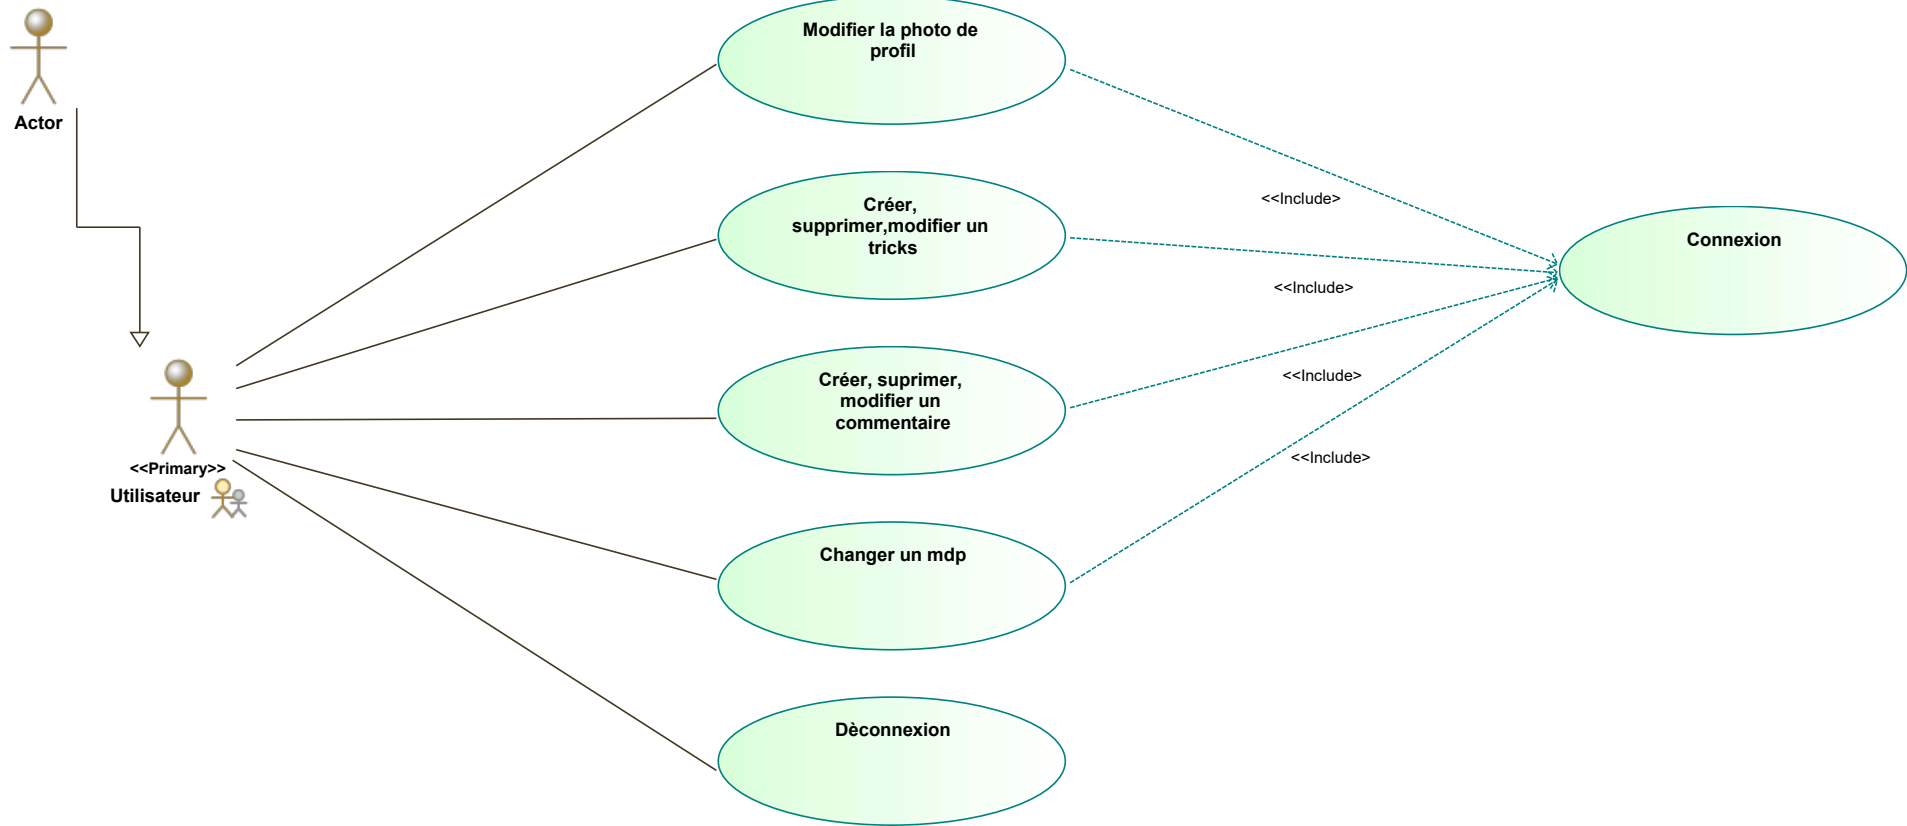 Actor
Modifier la photo de
profil
Créer,
supprimer,modifier un
tricks
<<Include>
Connexion
<<Include>
Créer, suprimer,
modifier un
commentaire
<<Include>
<<Include>
<<Primary>>
Utilisateur
Changer un mdp
Dèconnexion